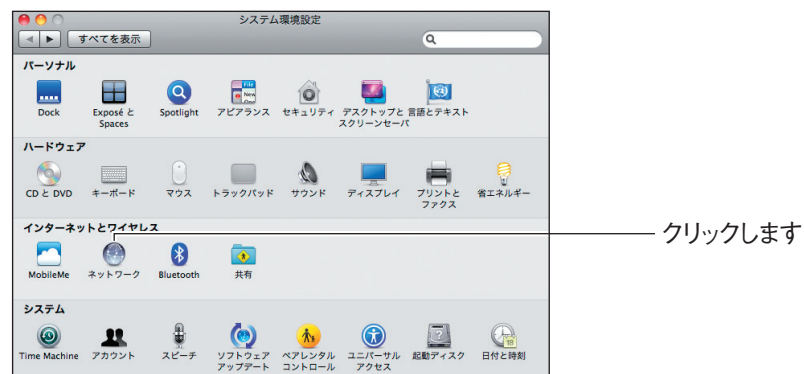 システム環境設定
すべてを表示
パーソナル
Dock
Exposé と
Spaces
Spotlight
File
New
アピアランス
セキュリティ
デスクトップと
スクリーンセーバ
言語とテキスト
ハードウェア
CD と DVD
キーボード
マウス
トラックパッド
サウンド
ディスプレイ
プリントと
ファクス
省エネルギー
インターネットとワイヤレス
クリックします
MobileMe
ネットワーク
Bluetooth
共有
システム
Time Machine
アカウント
スピーチ
ソフトウェア
アップデート
ペアレンタル
コントロール
ユニバーサル
アクセス
起動ディスク
18
日付と時刻